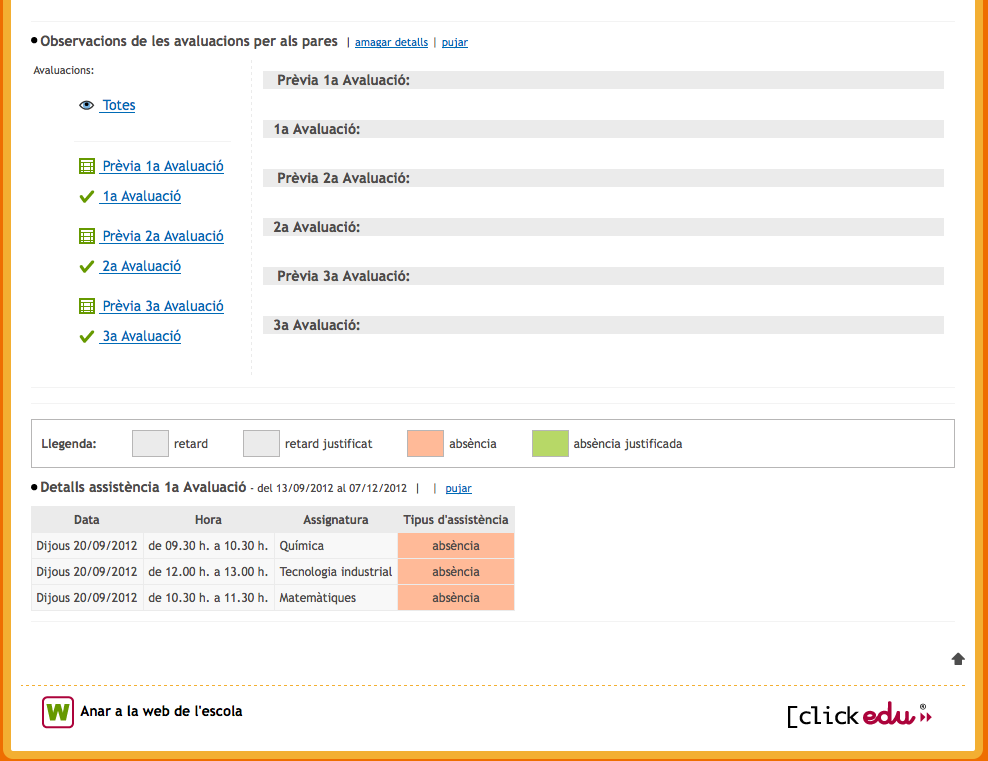 Observacions de les avaluacions per als pares | amagar detalls | pujar
Avaluacions:
Totes
Prèvia 1a Avaluació
1a Avaluació
Prèvia 2a Avaluació
2a Avaluació
Prèvia 3a Avaluació
3a Avaluació
Prèvia 1a Avaluació:
1a Avaluació:
Prèvia 2a Avaluació:
2a Avaluació:
Prèvia 3a Avaluació:
3a Avaluació:
Llegenda: retard retard justificat absència absència justificada
Detalls assistència 1a Avaluació - del 13/09/2012 al 07/12/2012 | | pujar
Data Hora Assignatura Tipus d'assistència
Dijous 20/09/2012 de 09.30 h. a 10.30 h. Química absència
Dijous 20/09/2012 de 12.00 h. a 13.00 h. Tecnologia industrial absència
Dijous 20/09/2012 de 10.30 h. a 11.30 h. Matemàtiques absència
W Anar a la web de l'escola
[click edu ®